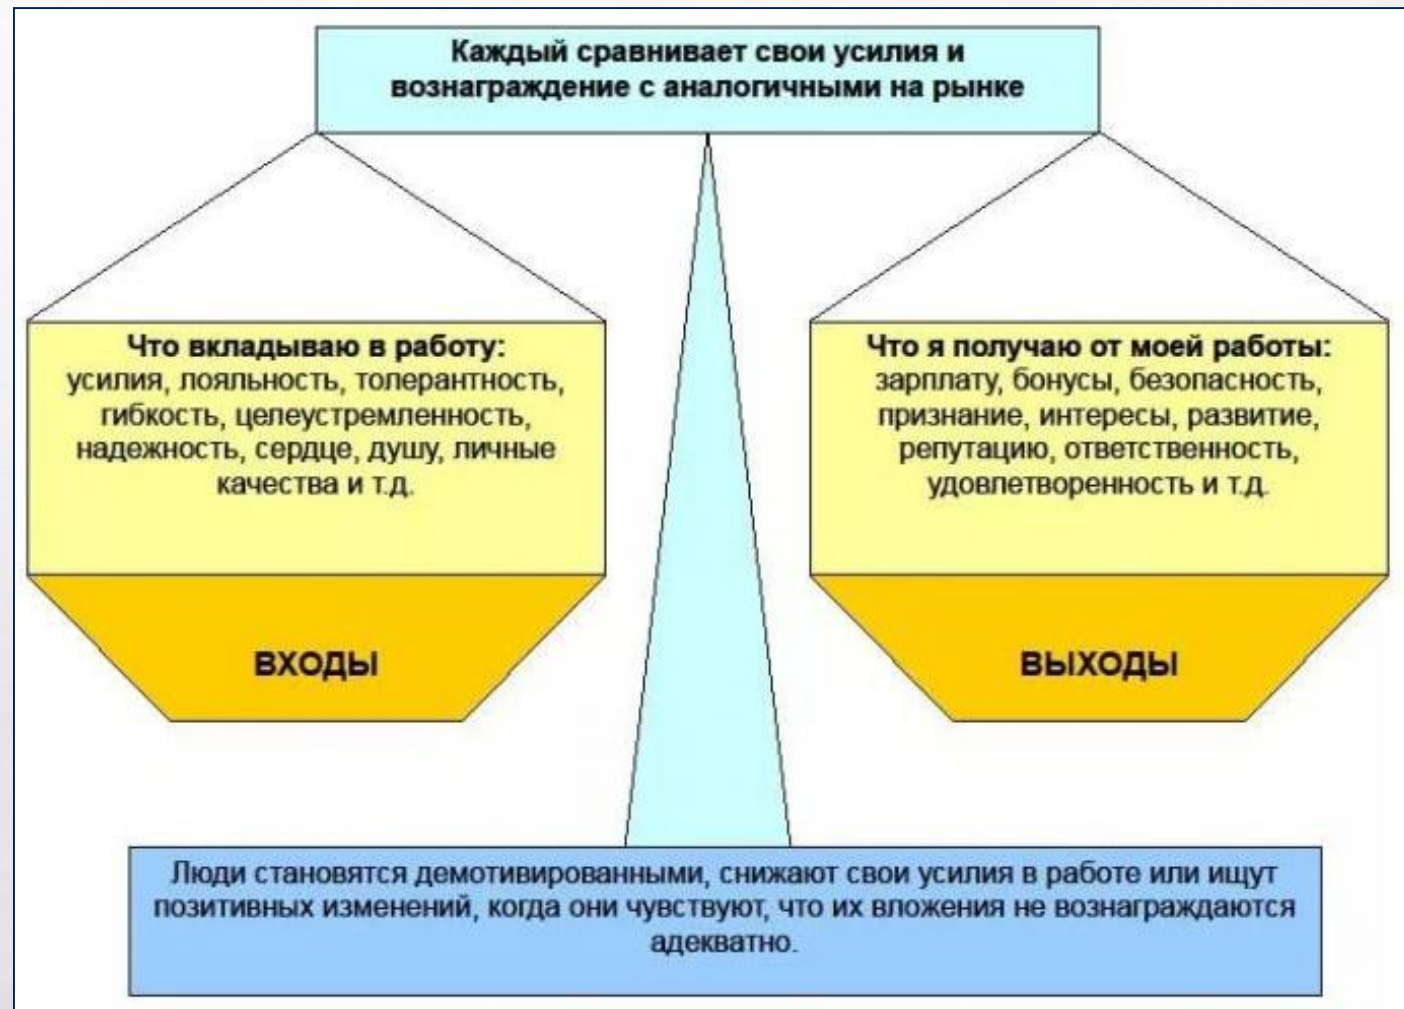 Каждый сравнивает свои усилия и
вознаграждение с аналогичными на рынке
Что вкладываю в работу:
усилия, лояльность, толерантность,
гибкость, целеустремленность,
надежность, сердце, душу, личные
качества и т.д.
ВХОДЫ
Что я получаю от моей работы:
зарплату, бонусы, безопасность,
признание, интересы, развитие,
репутацию, ответственность,
удовлетворенность и т.д.
ВЫХОДЫ
Люди становятся демотивированными, снижают свои усилия в работе или ищут
позитивных изменений, когда они чувствуют, что их вложения не вознаграждаются
адекватно.